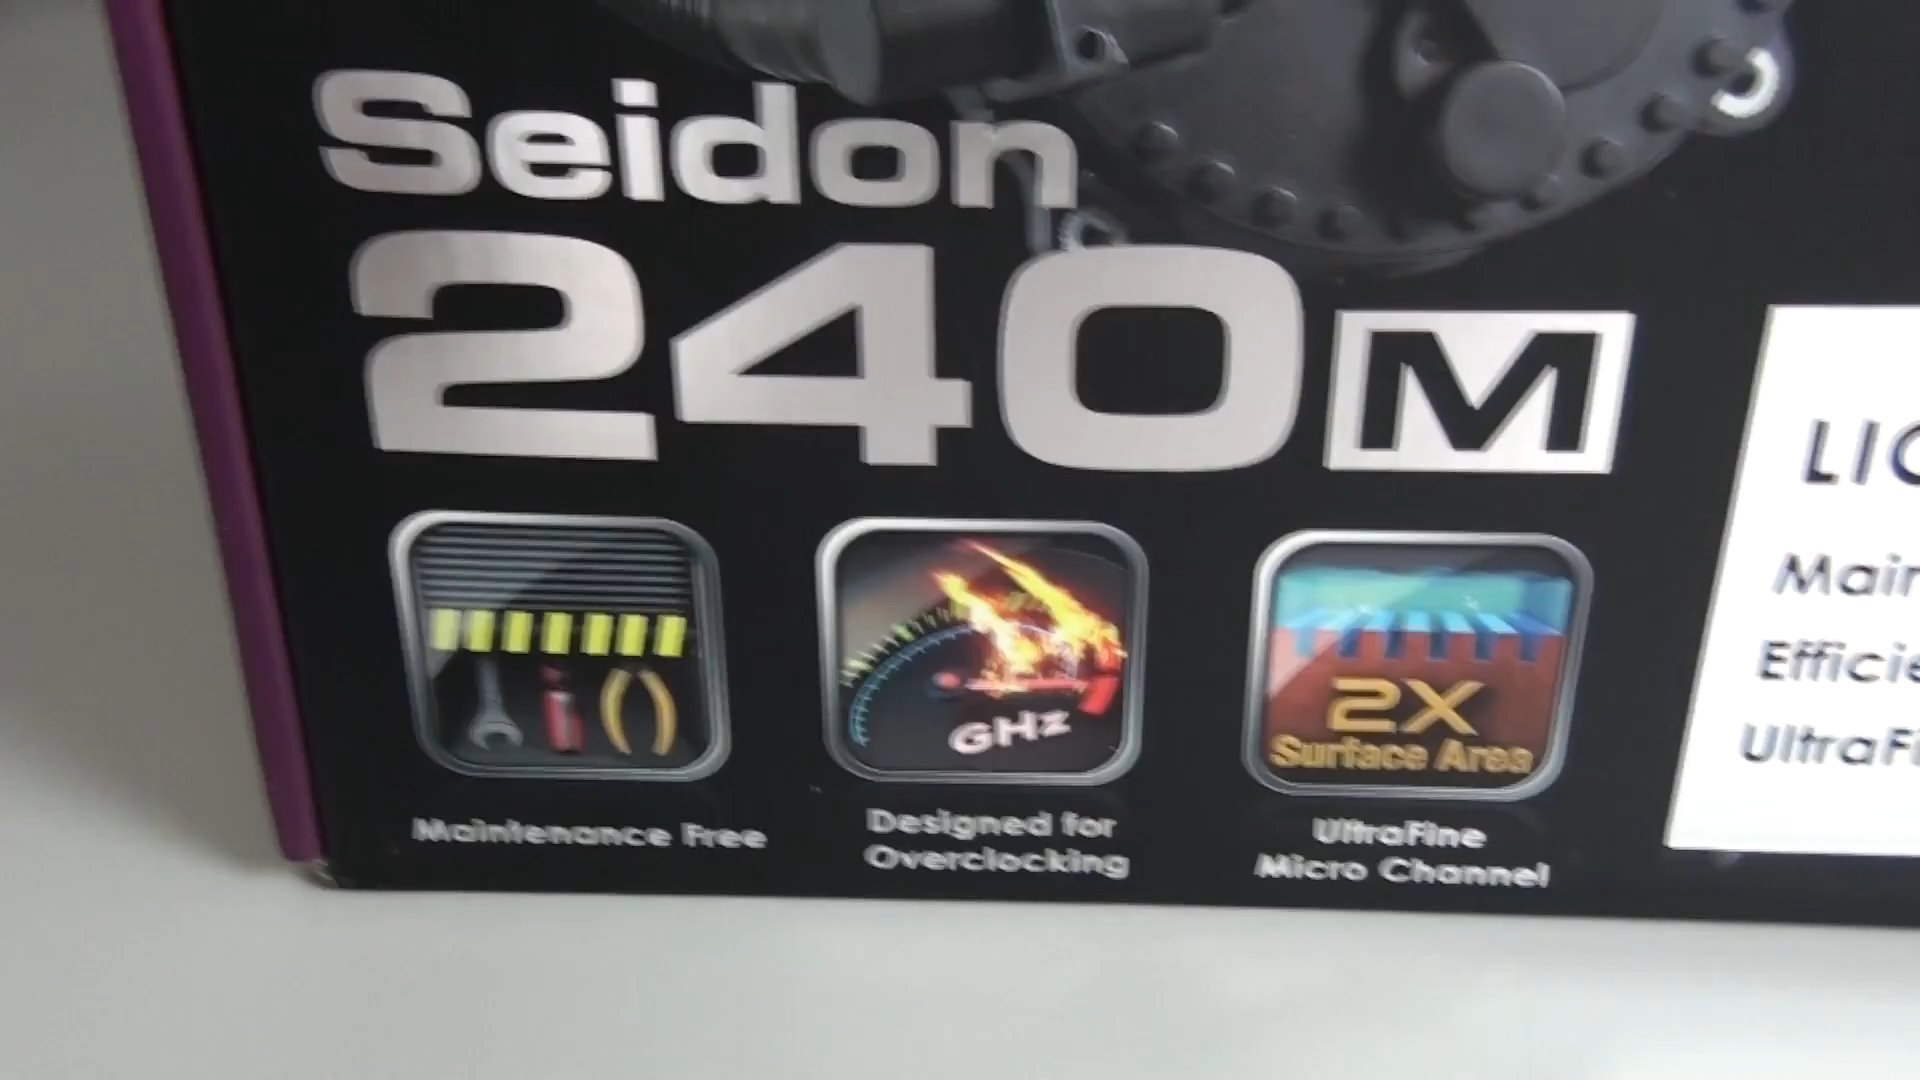 Seidon
240M
GHz
2X
Surface Area
Maintenance Free
Designed for
Overclocking
UltraFine
Micro Channel